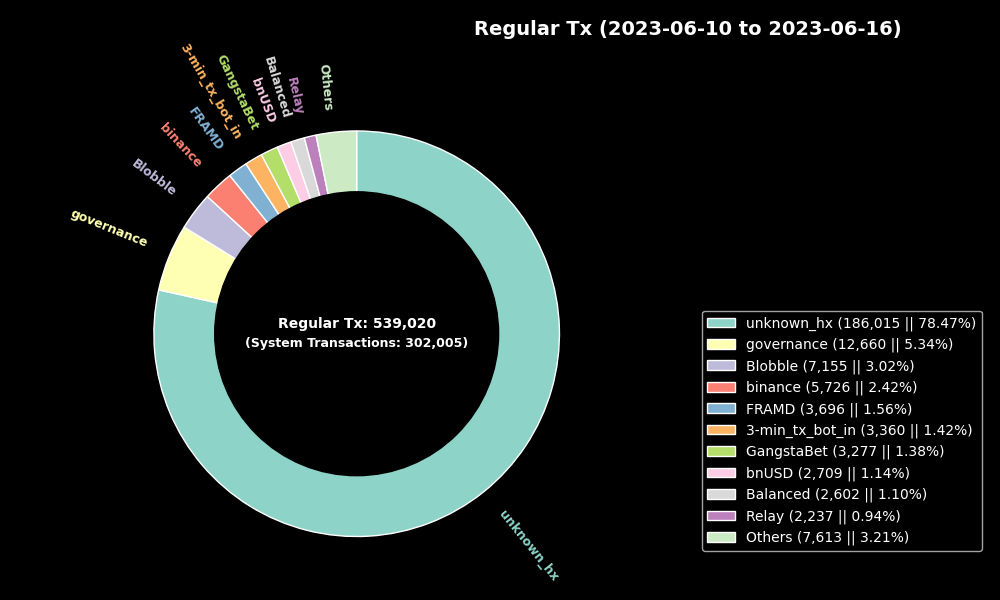 Regular Tx (2023-06-10 to 2023-06-16)
3-min_tx_bot_in
GangstaBet
Balanced
Others
bnUSD
Relay
FRAMD
binance
Blobble
governance
Regular Tx: 539,020
(System Transactions: 302,005)
unknown_hx
unknown_hx (186,015 || 78.47%)
governance (12,660 || 5.34%)
Blobble (7,155 || 3.02%)
binance (5,726 || 2.42%)
FRAMD (3,696 || 1.56%)
3-min_tx_bot_in (3,360 || 1.42%)
GangstaBet (3,277 || 1.38%)
bnUSD (2,709 || 1.14%)
Balanced (2,602 || 1.10%)
Relay (2,237 || 0.94%)
Others (7,613 || 3.21%)